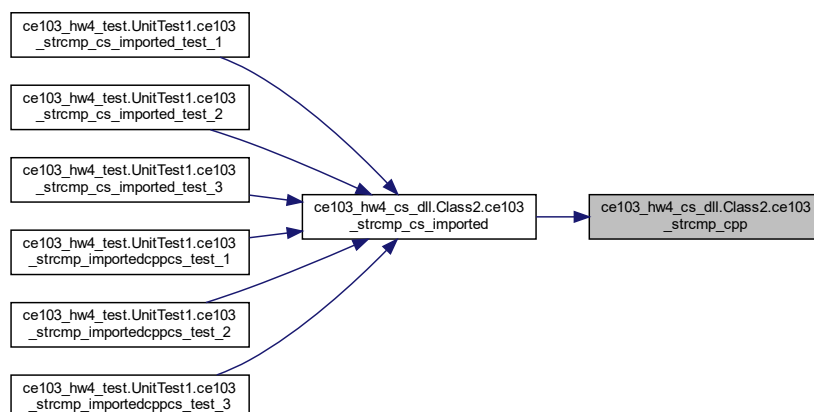 ce103_hw4_test.UnitTest1.ce103
_strcmp_cs_imported_test_1
ce103_hw4_test.UnitTest1.ce103
_strcmp_cs_imported_test_2
ce103_hw4_test.UnitTest1.ce103
_strcmp_cs_imported_test_3
ce103_hw4_test.UnitTest1.ce103
_strcmp_importedcppcs_test_1
ce103_hw4_test.UnitTest1.ce103
_strcmp_importedcppcs_test_2
ce103_hw4_test.UnitTest1.ce103
_strcmp_importedcppcs_test_3
ce103_hw4_cs_dll.Class2.ce103
_strcmp_cs_imported
ce103_hw4_cs_dll.Class2.ce103
_strcmp_cpp